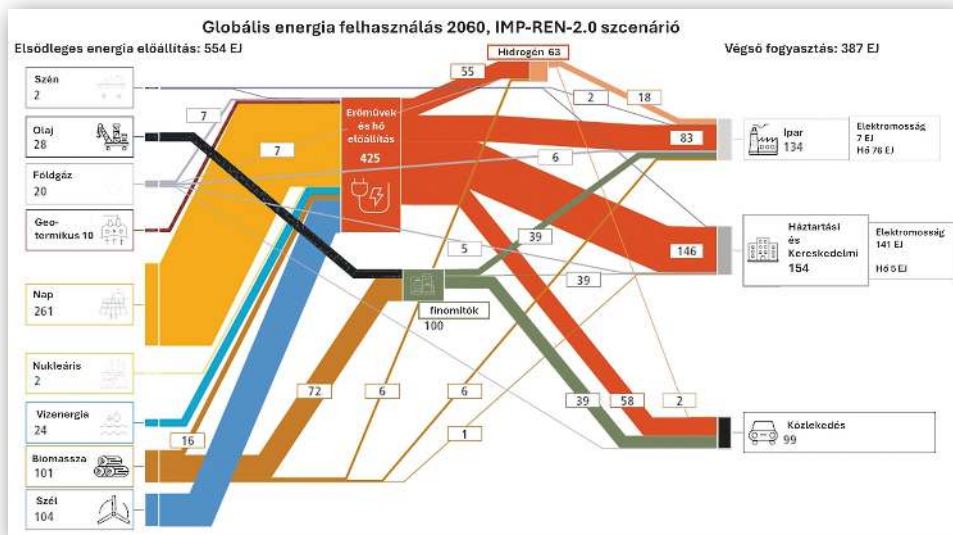 Globális energia felhasználás 2060, IMP-REN-2.0 szcenárió
Elsődleges energia előállítás: 554 EJ
Végső fogyasztás: 387 EJ
Szén
2
Olaj
28
Földgáz
20
Geo-
termikus 10
Nap
261
Nukleáris
2
Vízenergia
24
Biomassza
101
Szél
104
7
7
16
72
Erőművek
és hő
előállítás
425
finomítók
100
Hidrogén 63
55
2
18
83
6
5
39
39
146
6
6
1
39
58
2
Ipar
134
Elektromosság
7 EJ
Hő 76 EJ
Háztartási
és
Kereskedelmi
154
Elektromosság
141 EJ
Hő 5 EJ
Közlekedés
99